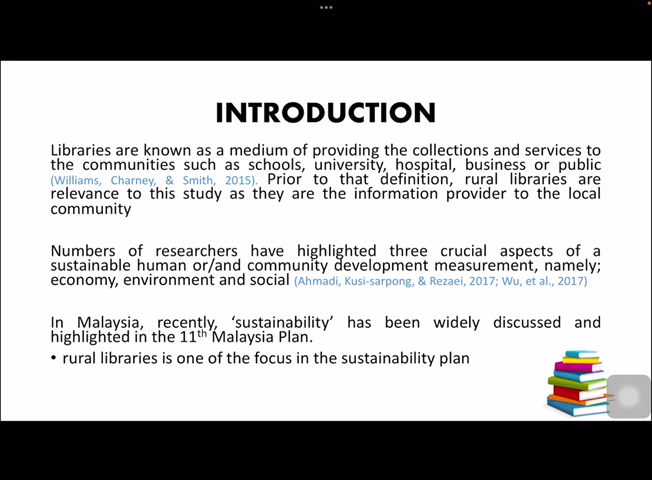 INTRODUCTION
Libraries are known as a medium of providing the collections and services to
the communities such as schools, university, hospital, business or public
(Williams, Charney, & Smith, 2015). Prior to that definition, rural libraries are
relevance to this study as they are the information provider to the local
community
Numbers of researchers have highlighted three crucial aspects of a
sustainable human or/and community development measurement, namely;
economy, environment and social (Ahmadi, Kusi-sarpong, & Rezaei, 2017; Wu, et al., 2017)
In Malaysia, recently, ‘sustainability’ has been widely discussed and
highlighted in the 11th Malaysia Plan.
• rural libraries is one of the focus in the sustainability plan